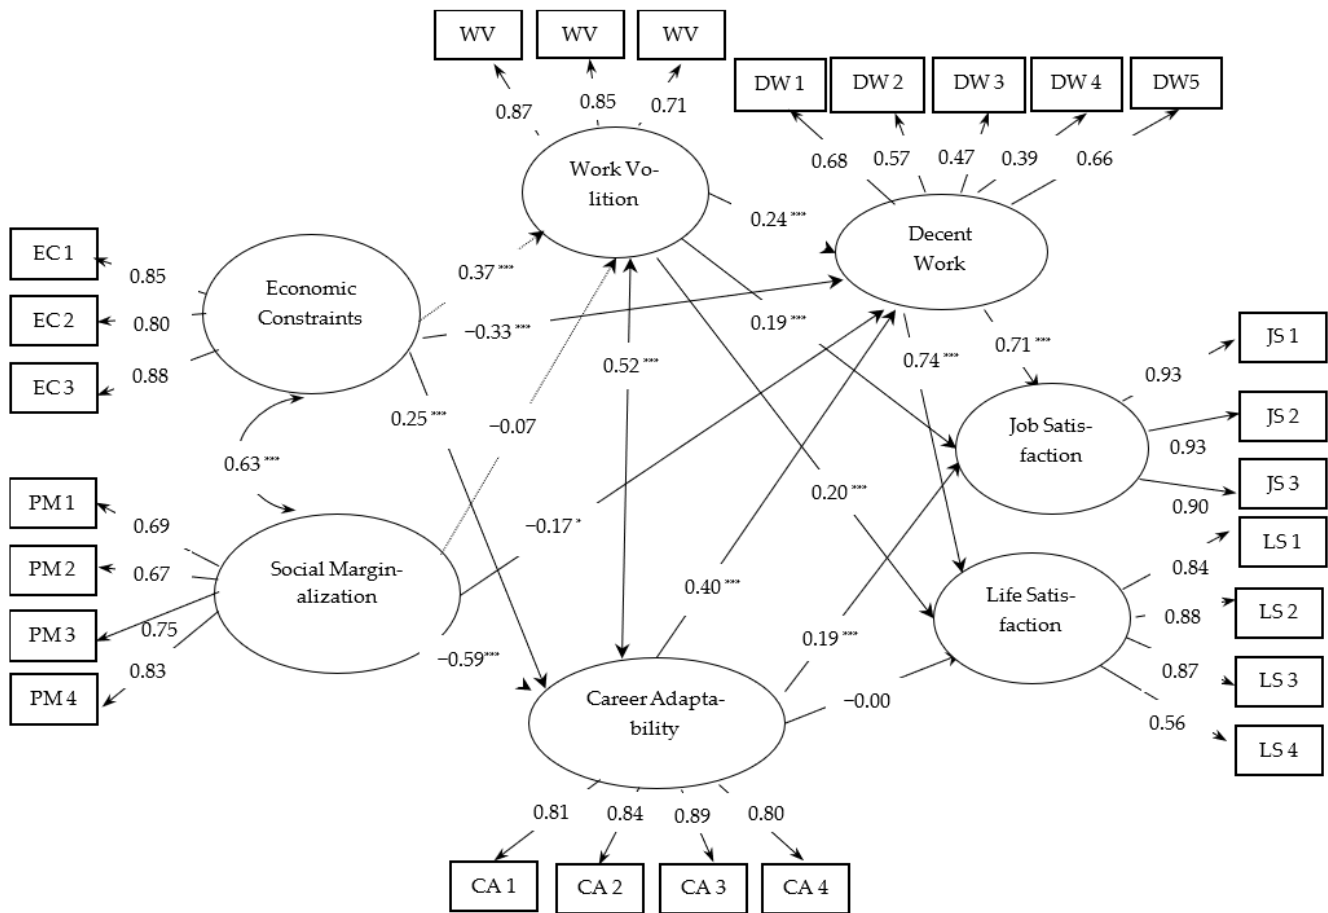 WV
WV
WV
DW 1
DW 2
DW 3
DW 4
DW5
0.87
0.85
0.71
0.68
0.57
0.47
0.39
0.66
Work Vo-
lition
0.24 ***
Decent
Work
EC 1
EC 2
EC 3
0.85
0.80
0.88
Economic
Constraints
0.37 ***
−0.33 ***
0.19 ***
0.52 ***
0.74 ***
0.71 ***
0.25 ***
−0.07
0.63 ***
JS 1
JS 2
JS 3
0.93
0.93
0.90
Job Satis-
faction
PM 1
PM 2
PM 3
PM 4
0.69
0.67
0.75
0.83
Social Margin-
alization
−0.17 *
0.20 ***
−0.59***
0.40 ***
0.19 ***
−0.00
LS 1
LS 2
LS 3
LS 4
0.84
0.88
0.87
0.56
Life Satis-
faction
Career Adapta-
bility
0.81
0.84
0.89
0.80
CA 1
CA 2
CA 3
CA 4